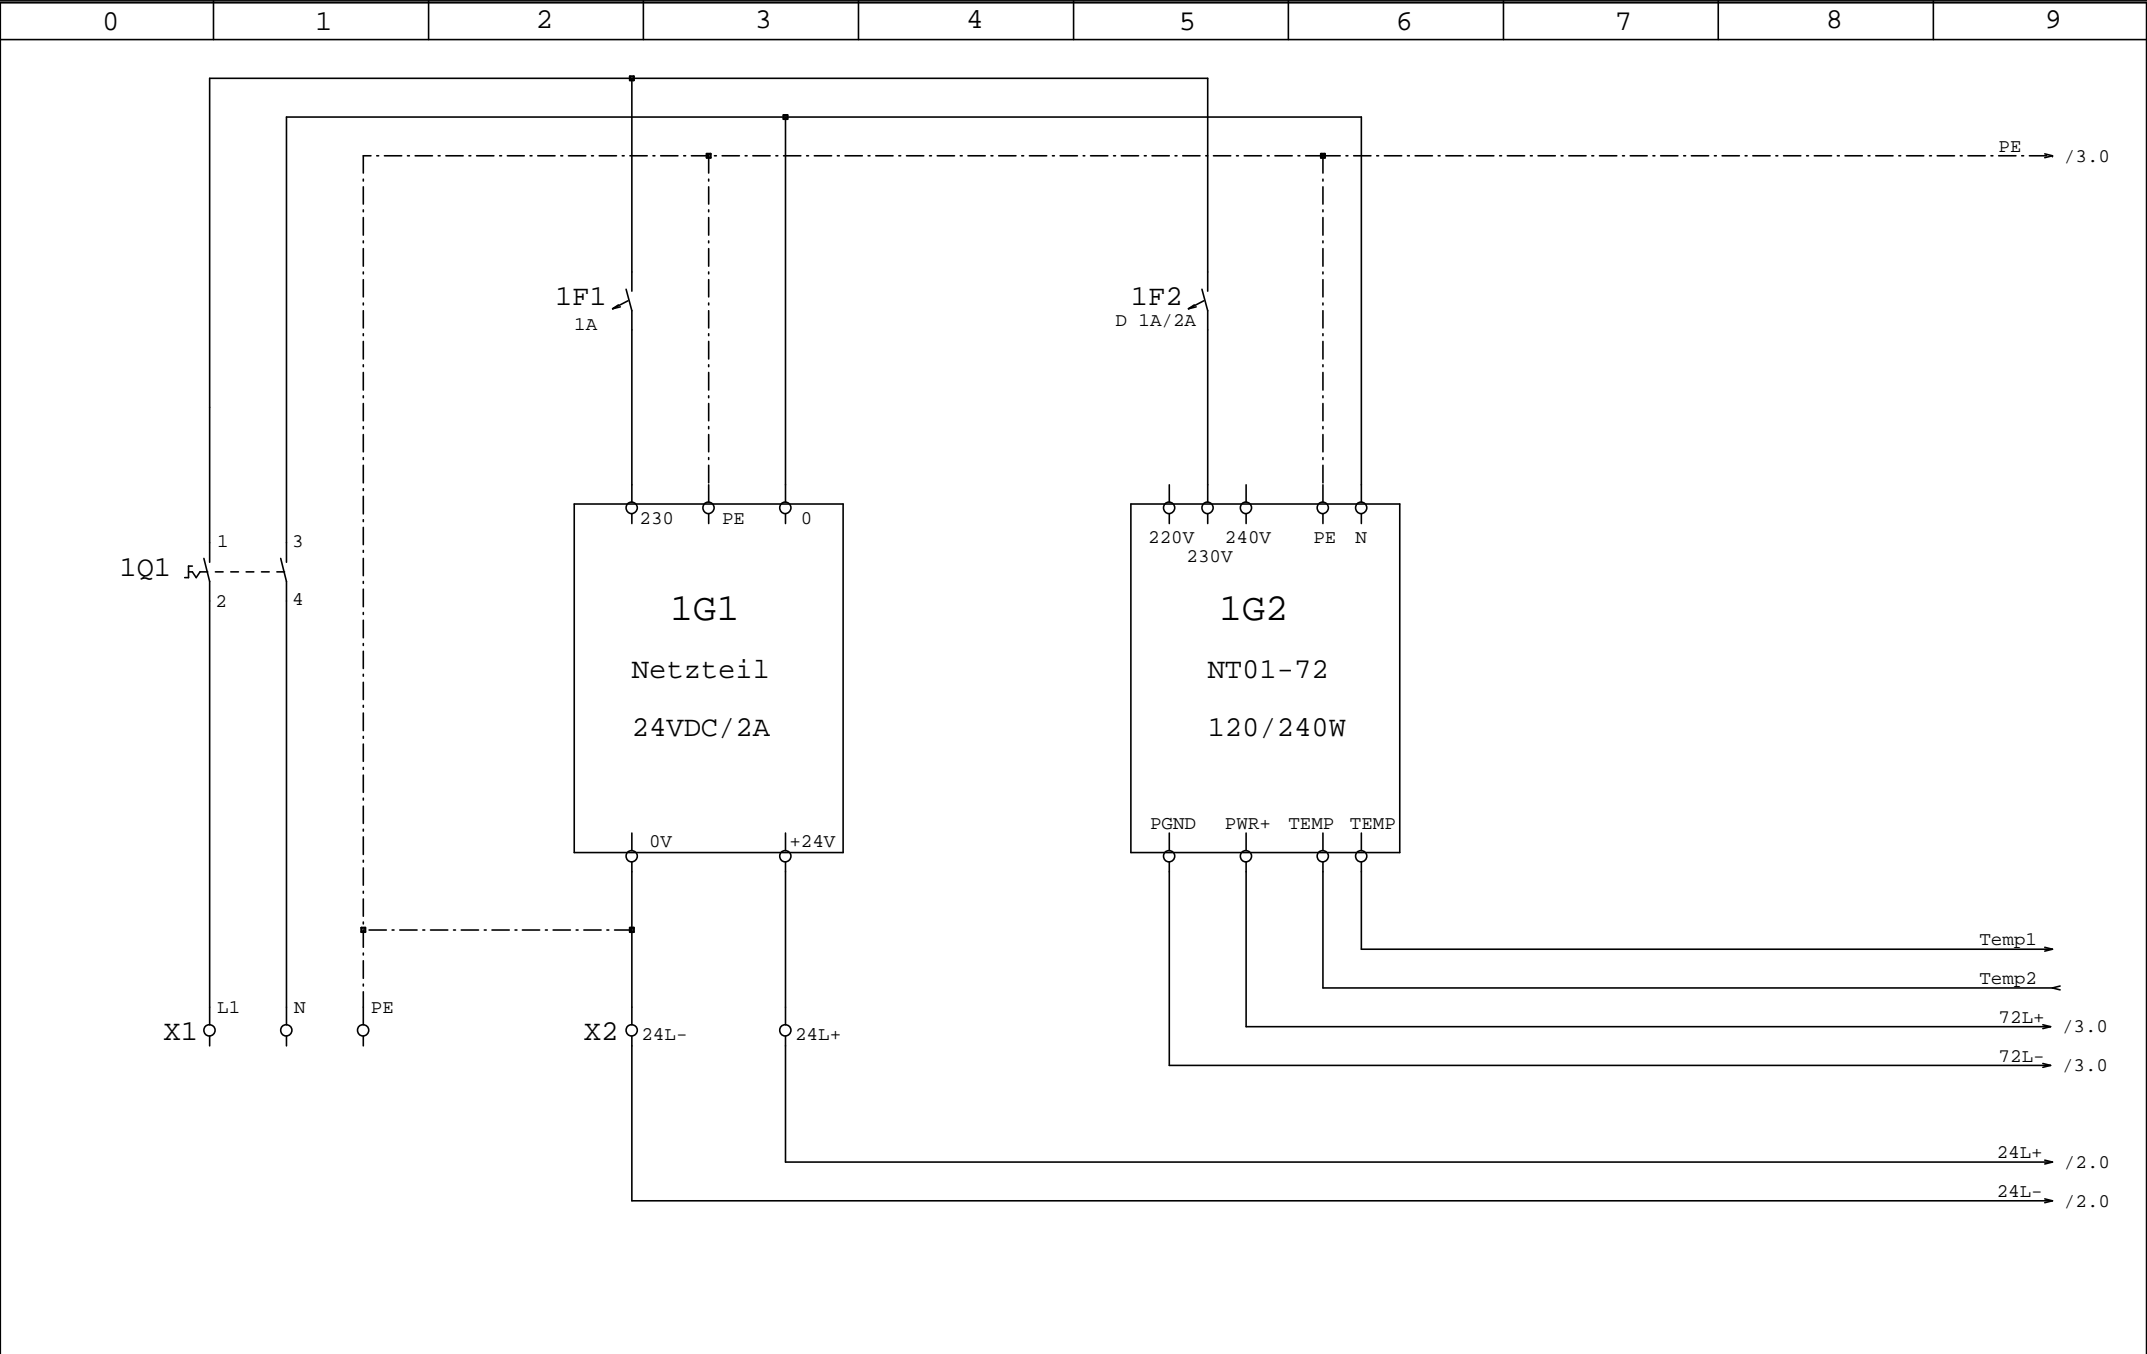 0 1 2 3 4 5 6 7 8 9
PE /3.0
1F1
1A
1F2
D 1A/2A
230 PE 0
220V 240V PE N
230V
1 3
1Q1
2 4
1G1
Netzteil
24VDC/2A
1G2
NT01-72
120/240W
0V +24V
PGND PWR+ TEMP TEMP
Temp1
Temp2
L1 N PE
X1
X2 24L- 24L+
72L+ /3.0
72L- /3.0
24L+ /2.0
24L- /2.0